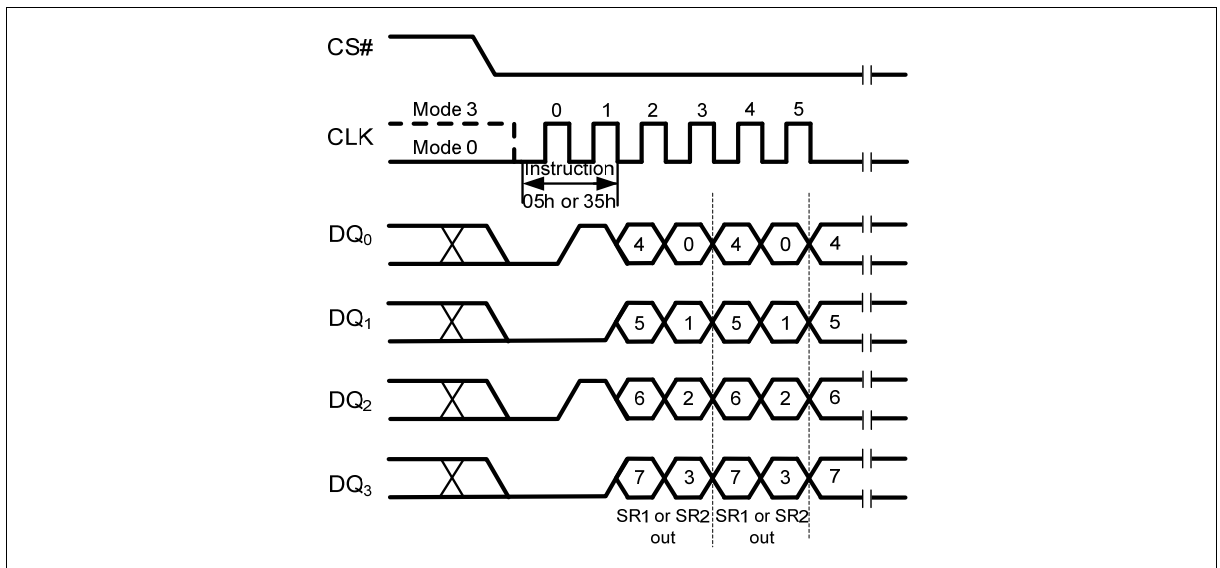 CS#
Mode 3
0 1 2 3 4 5
CLK
Mode 0
Instruction
05h or 35h
DQ0
4 0 4 0 4
DQ1
5 1 5 1 5
DQ2
6 2 6 2 6
DQ3
7 3 7 3 7
SR1 or SR2 SR1 or SR2
out out